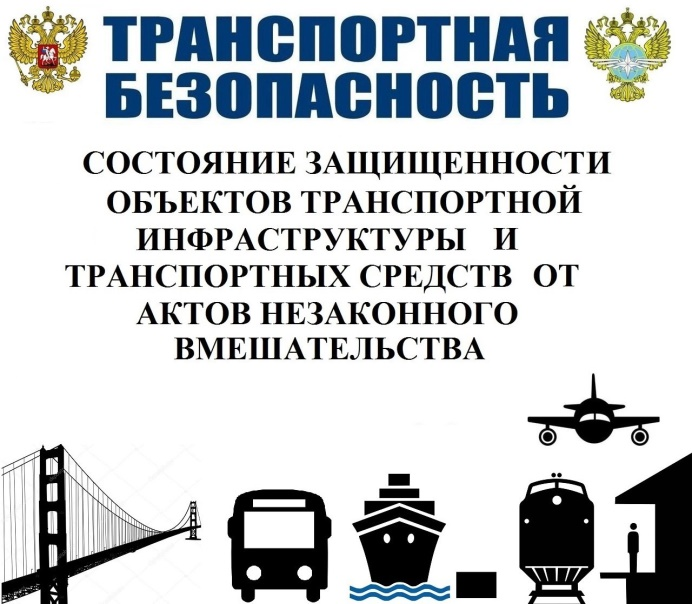 ТРАНСПОРТНАЯ
БЕЗОПАСНОСТЬ
СОСТОЯНИЕ ЗАЩИЩЕННОСТИ
ОБЪЕКТОВ ТРАНСПОРТНОЙ
ИНФРАСТРУКТУРЫ И
ТРАНСПОРТНЫХ СРЕДСТВ ОТ
АКТОВ НЕЗАКОННОГО
ВМЕШАТЕЛЬСТВА